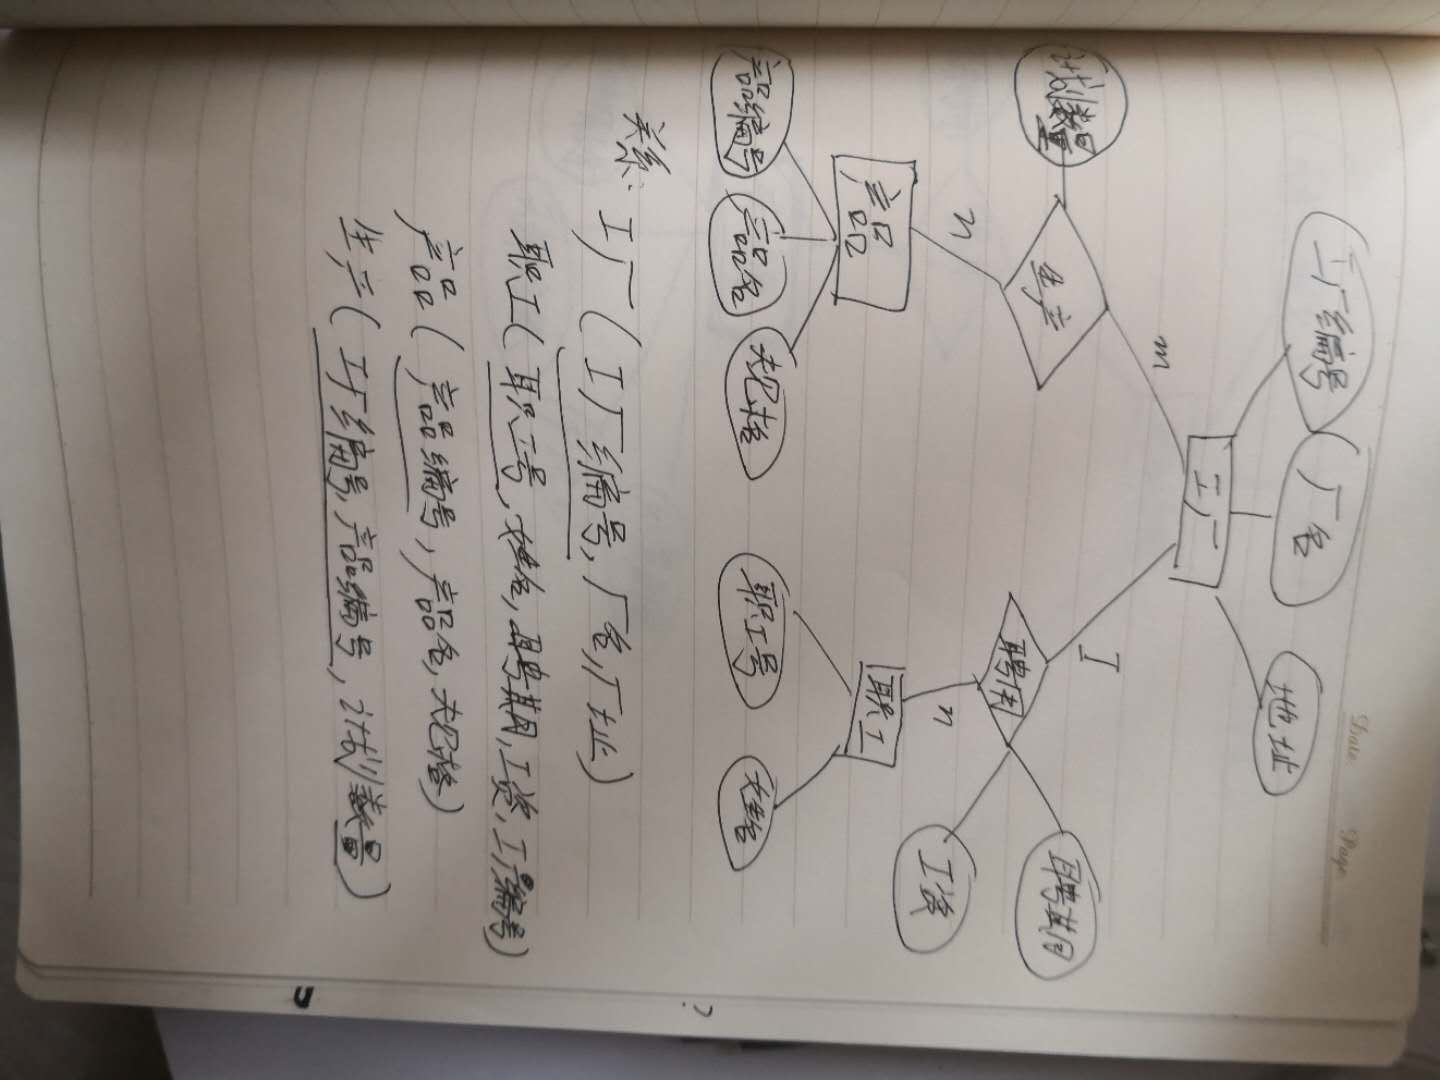 Date
Page
工厂编号
厂名
地址
工厂
m
1
计划数量
生产
聘用
聘期
工资
n
n
产品
职工
产品编号
产品名
规格
职工号
姓名
关系:
工厂(工厂编号,厂名,厂址)
职工(职工号,姓名,聘期,工资,工厂编号)
产品(产品编号,产品名,规格)
生产(工厂编号,产品编号,计划数量)